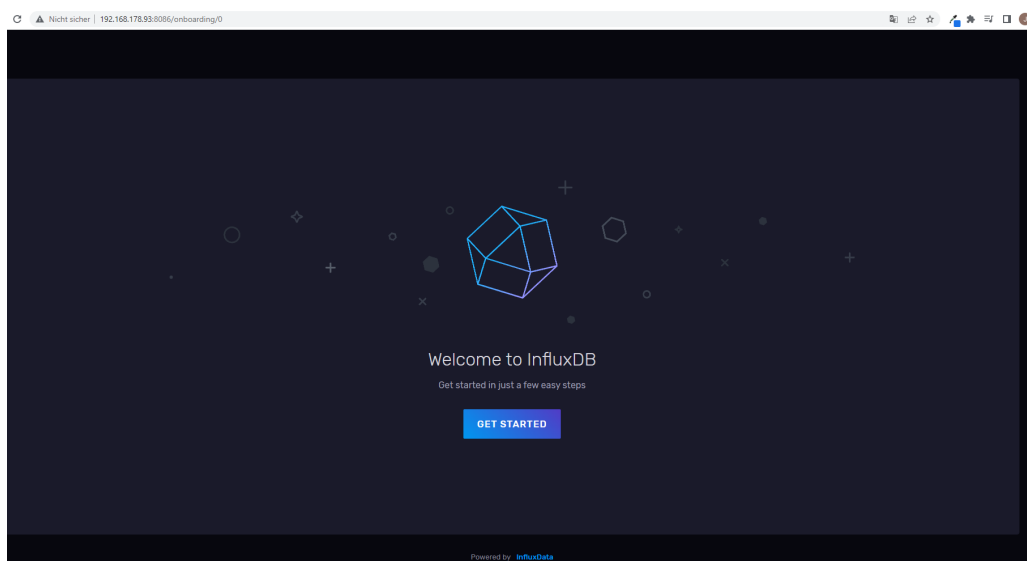 Nicht sicher | 192.168.178.93:8086/onboarding/0
Welcome to InfluxDB
Get started in just a few easy steps
GET STARTED
Powered by InfluxData